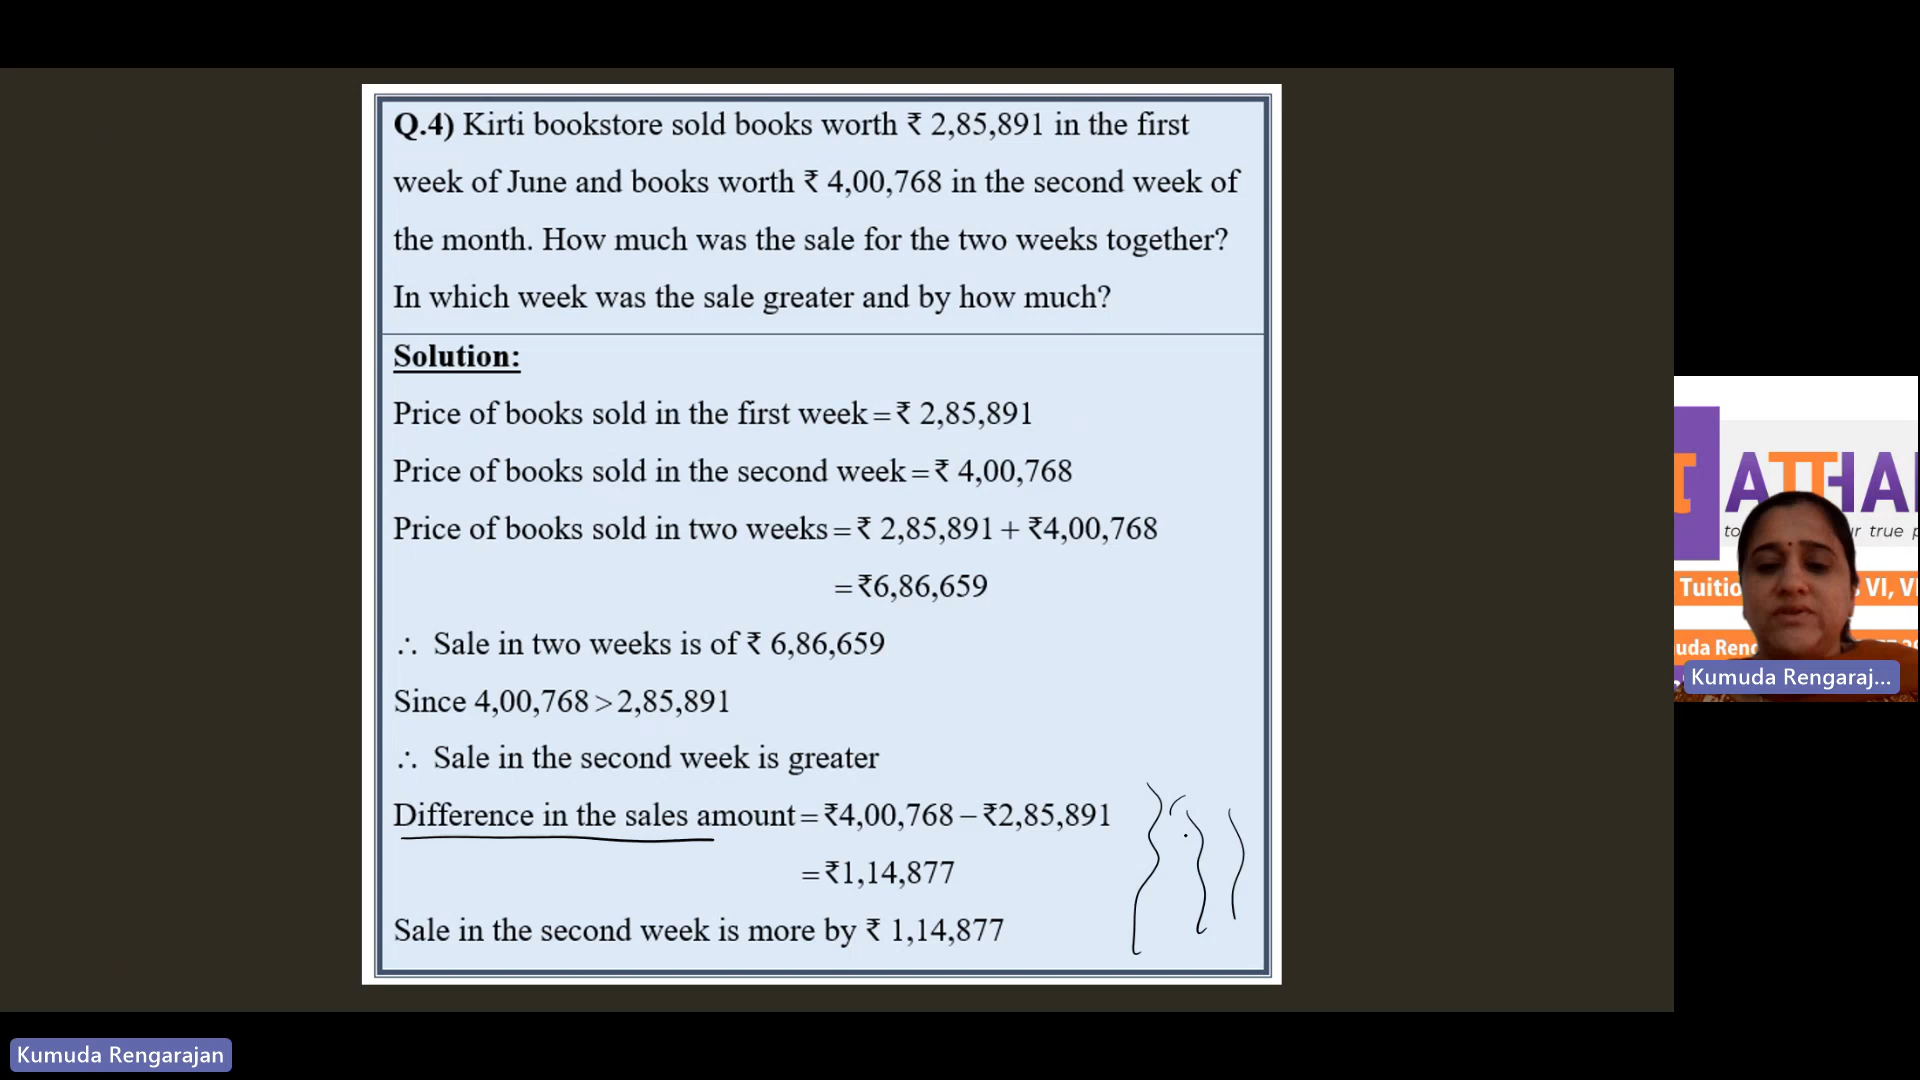 Q.4) Kirti bookstore sold books worth ₹ 2,85,891 in the first
week of June and books worth ₹ 4,00,768 in the second week of
the month. How much was the sale for the two weeks together?
In which week was the sale greater and by how much?
Solution:
Price of books sold in the first week = ₹ 2,85,891
Price of books sold in the second week = ₹ 4,00,768
Price of books sold in two weeks = ₹ 2,85,891 + ₹4,00,768
= ₹6,86,659
∴ Sale in two weeks is of ₹ 6,86,659
Since 4,00,768 > 2,85,891
∴ Sale in the second week is greater
Difference in the sales amount = ₹4,00,768 − ₹2,85,891
= ₹1,14,877
Sale in the second week is more by ₹ 1,14,877
to
r true
VI,
Kumuda Rengaraj...
Kumuda Rengarajan